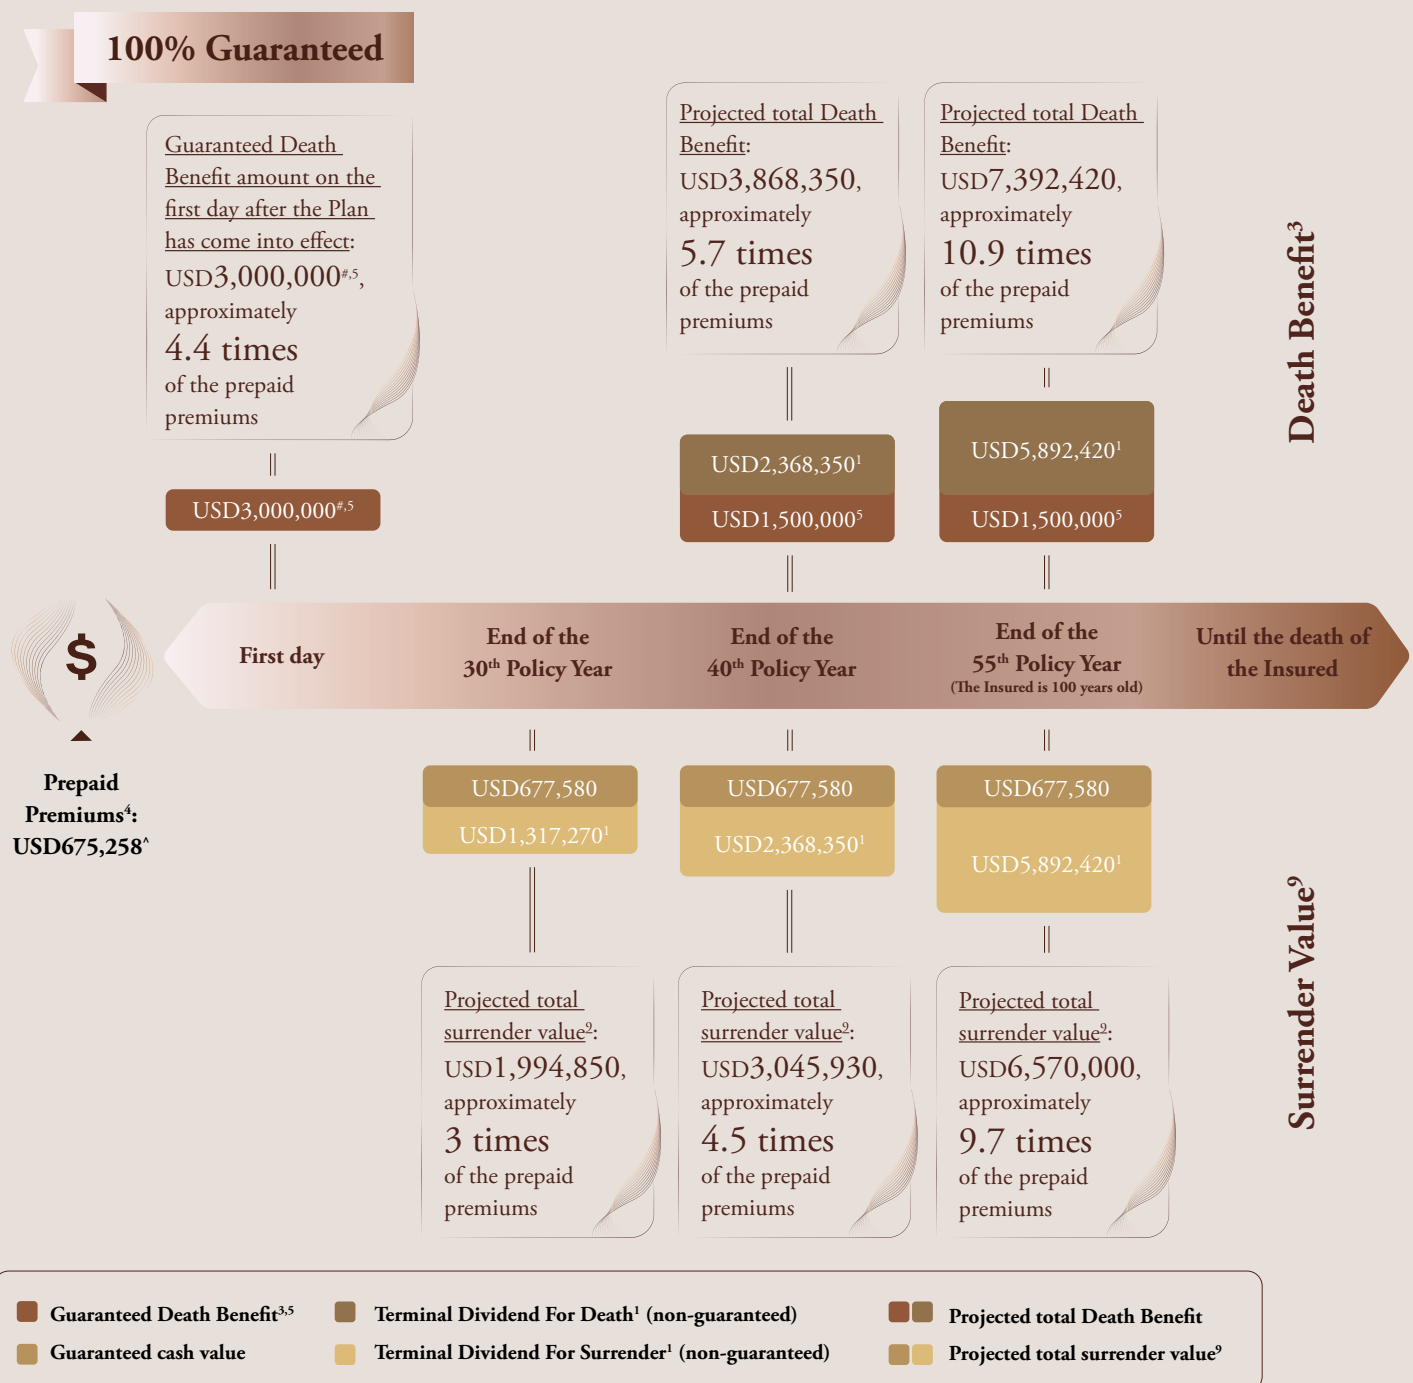 100% Guaranteed
Guaranteed Death
Benefit amount on the
first day after the Plan
has come into effect:
USD3,000,000#,5,
approximately
4.4 times
of the prepaid
premiums
Projected total Death
Benefit:
USD3,868,350,
approximately
5.7 times
of the prepaid
premiums
Projected total Death
Benefit:
USD7,392,420,
approximately
10.9 times
of the prepaid
premiums
Death Benefit3
USD3,000,000#,5
USD2,368,3501
USD1,500,0005
USD5,892,4201
USD1,500,0005
$
First day
End of the
30th Policy Year
End of the
40th Policy Year
End of the
55th Policy Year
(The Insured is 100 years old)
Until the death of
the Insured
Prepaid
Premiums4:
USD675,258^
USD677,580
USD1,317,2701
USD677,580
USD2,368,3501
USD677,580
USD5,892,4201
Projected total
surrender value9:
USD1,994,850,
approximately
3 times
of the prepaid
premiums
Projected total
surrender value9:
USD3,045,930,
approximately
4.5 times
of the prepaid
premiums
Projected total
surrender value9:
USD6,570,000,
approximately
9.7 times
of the prepaid
premiums
Surrender Value9
Guaranteed Death Benefit3,5
Terminal Dividend For Death1 (non-guaranteed)
Projected total Death Benefit
Guaranteed cash value
Terminal Dividend For Surrender1 (non-guaranteed)
Projected total surrender value9